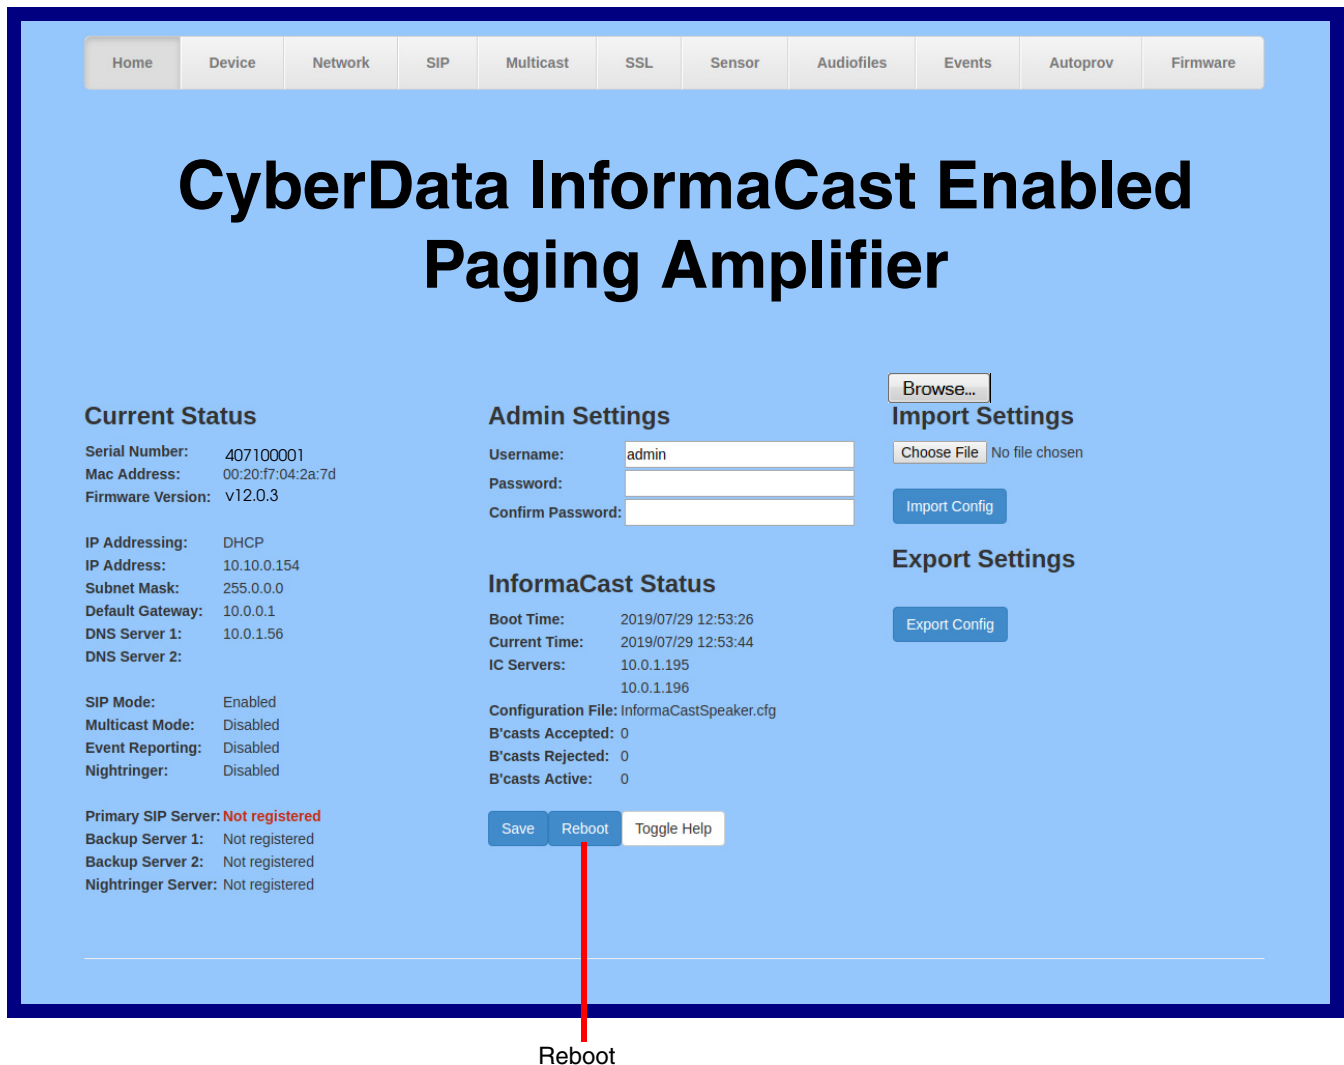 Home Device Network SIP Multicast SSL Sensor Audiofiles Events Autoprov Firmware
CyberData InformaCast Enabled
Paging Amplifier
Current Status
Serial Number: 407100001
Mac Address: 00:20:f7:04:2a:7d
Firmware Version: v12.0.3
IP Addressing: DHCP
IP Address: 10.10.0.154
Subnet Mask: 255.0.0.0
Default Gateway: 10.0.0.1
DNS Server 1: 10.0.1.56
DNS Server 2:
SIP Mode: Enabled
Multicast Mode: Disabled
Event Reporting: Disabled
Nightringer: Disabled
Primary SIP Server: Not registered
Backup Server 1: Not registered
Backup Server 2: Not registered
Nightringer Server: Not registered
Admin Settings
Username: admin
Password:
Confirm Password:
InformaCast Status
Boot Time: 2019/07/29 12:53:26
Current Time: 2019/07/29 12:53:44
IC Servers: 10.0.1.195
10.0.1.196
Configuration File: InformaCastSpeaker.cfg
B'casts Accepted: 0
B'casts Rejected: 0
B'casts Active: 0
Save Reboot Toggle Help
Browse...
Import Settings
Choose File No file chosen
Import Config
Export Settings
Export Config
Reboot